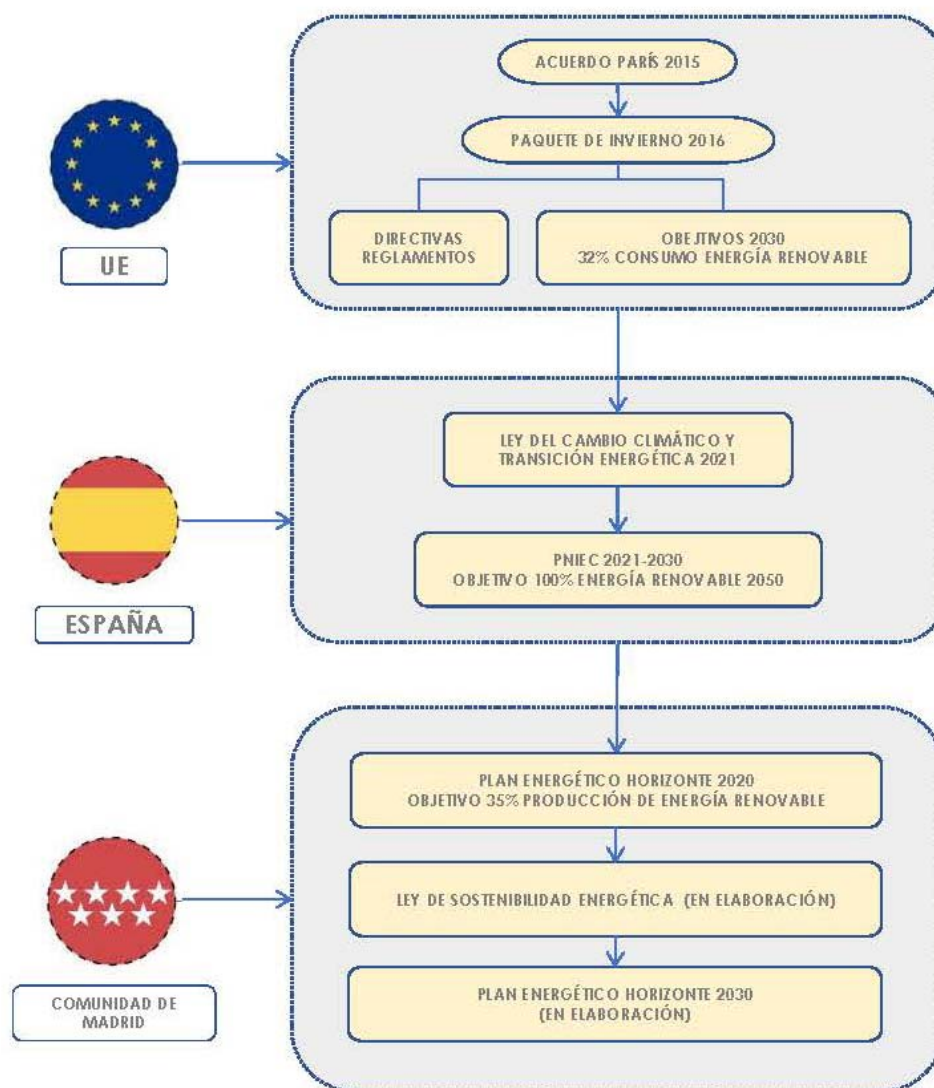 ACUERDO PARÍS 2015
PAQUETE DE INVIERNO 2016
DIRECTIVAS
REGLAMENTOS
OBEJTIVOS 2030
32% CONSUMO ENERGÍA RENOVABLE
UE
LEY DEL CAMBIO CLIMÁTICO Y
TRANSICIÓN ENERGÉTICA 2021
PNIEC 2021-2030
OBJETIVO 100% ENERGÍA RENOVABLE 2050
ESPAÑA
PLAN ENERGÉTICO HORIZONTE 2020
OBJETIVO 35% PRODUCCIÓN DE ENERGÍA RENOVABLE
LEY DE SOSTENIBILIDAD ENERGÉTICA (EN ELABORACIÓN)
PLAN ENERGÉTICO HORIZONTE 2030
(EN ELABORACIÓN)
COMUNIDAD DE
MADRID